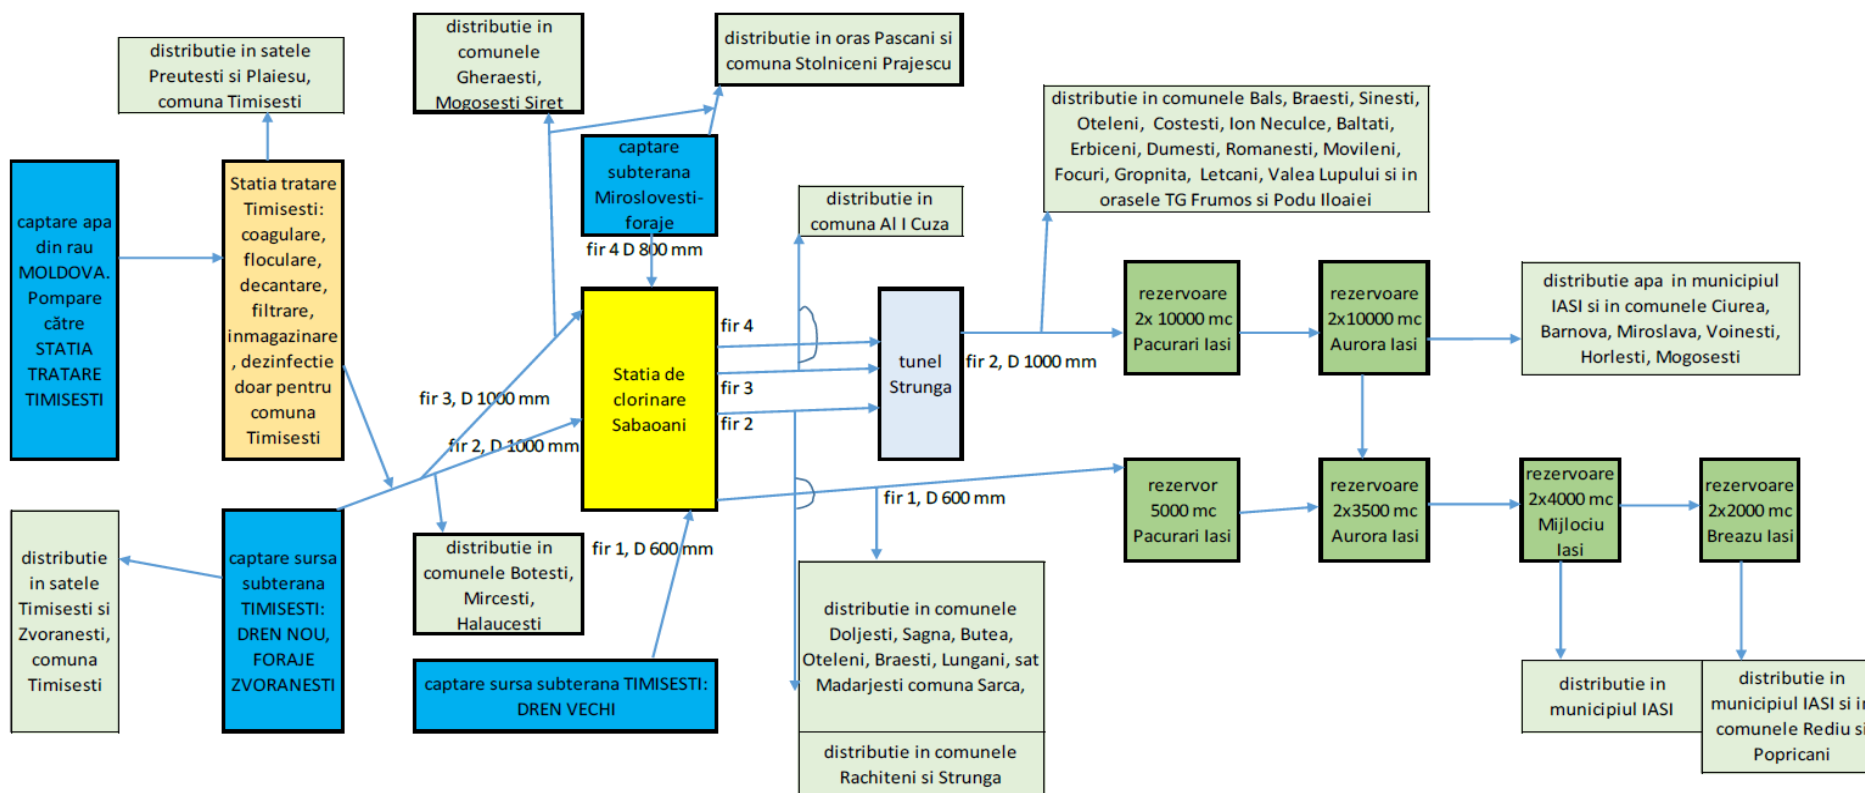 distributie in satele
Preutesti si Plaiesu,
comuna Timisesti
distributie in
comunele
Gheraesti,
Mogosesti Siret
distributie in oras Pascani si
comuna Stolniceni Prajescu
distributie in comunele Bals, Braesti, Sinesti,
Oteleni, Costesti, Ion Neculce, Baltati,
Erbiceni, Dumesti, Romanesti, Movileni,
Focuri, Gropnita, Letcani, Valea Lupului si in
orasele TG Frumos si Podu Iloaiei
captare apa
din rau
MOLDOVA.
Pompare
către
STATIA
TRATARE
TIMISESTI
Statia tratare
Timisesti:
coagulare,
floculare,
decantare,
filtrare,
inmagazinare
, dezinfectie
doar pentru
comuna
Timisesti
captare
subterana
Miroslovesti-
foraje
fir 4 D 800 mm
distributie in
comuna Al I Cuza
fir 3, D 1000 mm
fir 2, D 1000 mm
Statia de
clorinare
Sabaoani
fir 4
fir 3
fir 2
tunel
Strunga
fir 2, D 1000 mm
rezervoare
2x 10000 mc
Pacurari Iasi
rezervoare
2x10000 mc
Aurora Iasi
distributie apa in municipiul
IASI si in comunele Ciurea,
Barnova, Miroslava, Voinesti,
Horlesti, Mogosesti
fir 1, D 600 mm
rezervor
5000 mc
Pacurari Iasi
rezervoare
2x3500 mc
Aurora Iasi
rezervoare
2x4000 mc
Mijlociu
Iasi
rezervoare
2x2000 mc
Breazu Iasi
distributie
in satele
Timisesti si
Zvoranesti,
comuna
Timisesti
captare sursa
subterana
TIMISESTI:
DREN NOU,
FORAJE
ZVORANESTI
distributie in
comunele Botesti,
Mircesti,
Halaucesti
fir 1, D 600 mm
captare sursa subterana TIMISESTI:
DREN VECHI
distributie in comunele
Doljesti, Sagna, Butea,
Oteleni, Braesti, Lungani, sat
Madarjesti comuna Sarca,
distributie in comunele
Rachiteni si Strunga
distributie in
municipiul IASI
distributie in
municipiul IASI si in
comunele Rediu si
Popricani